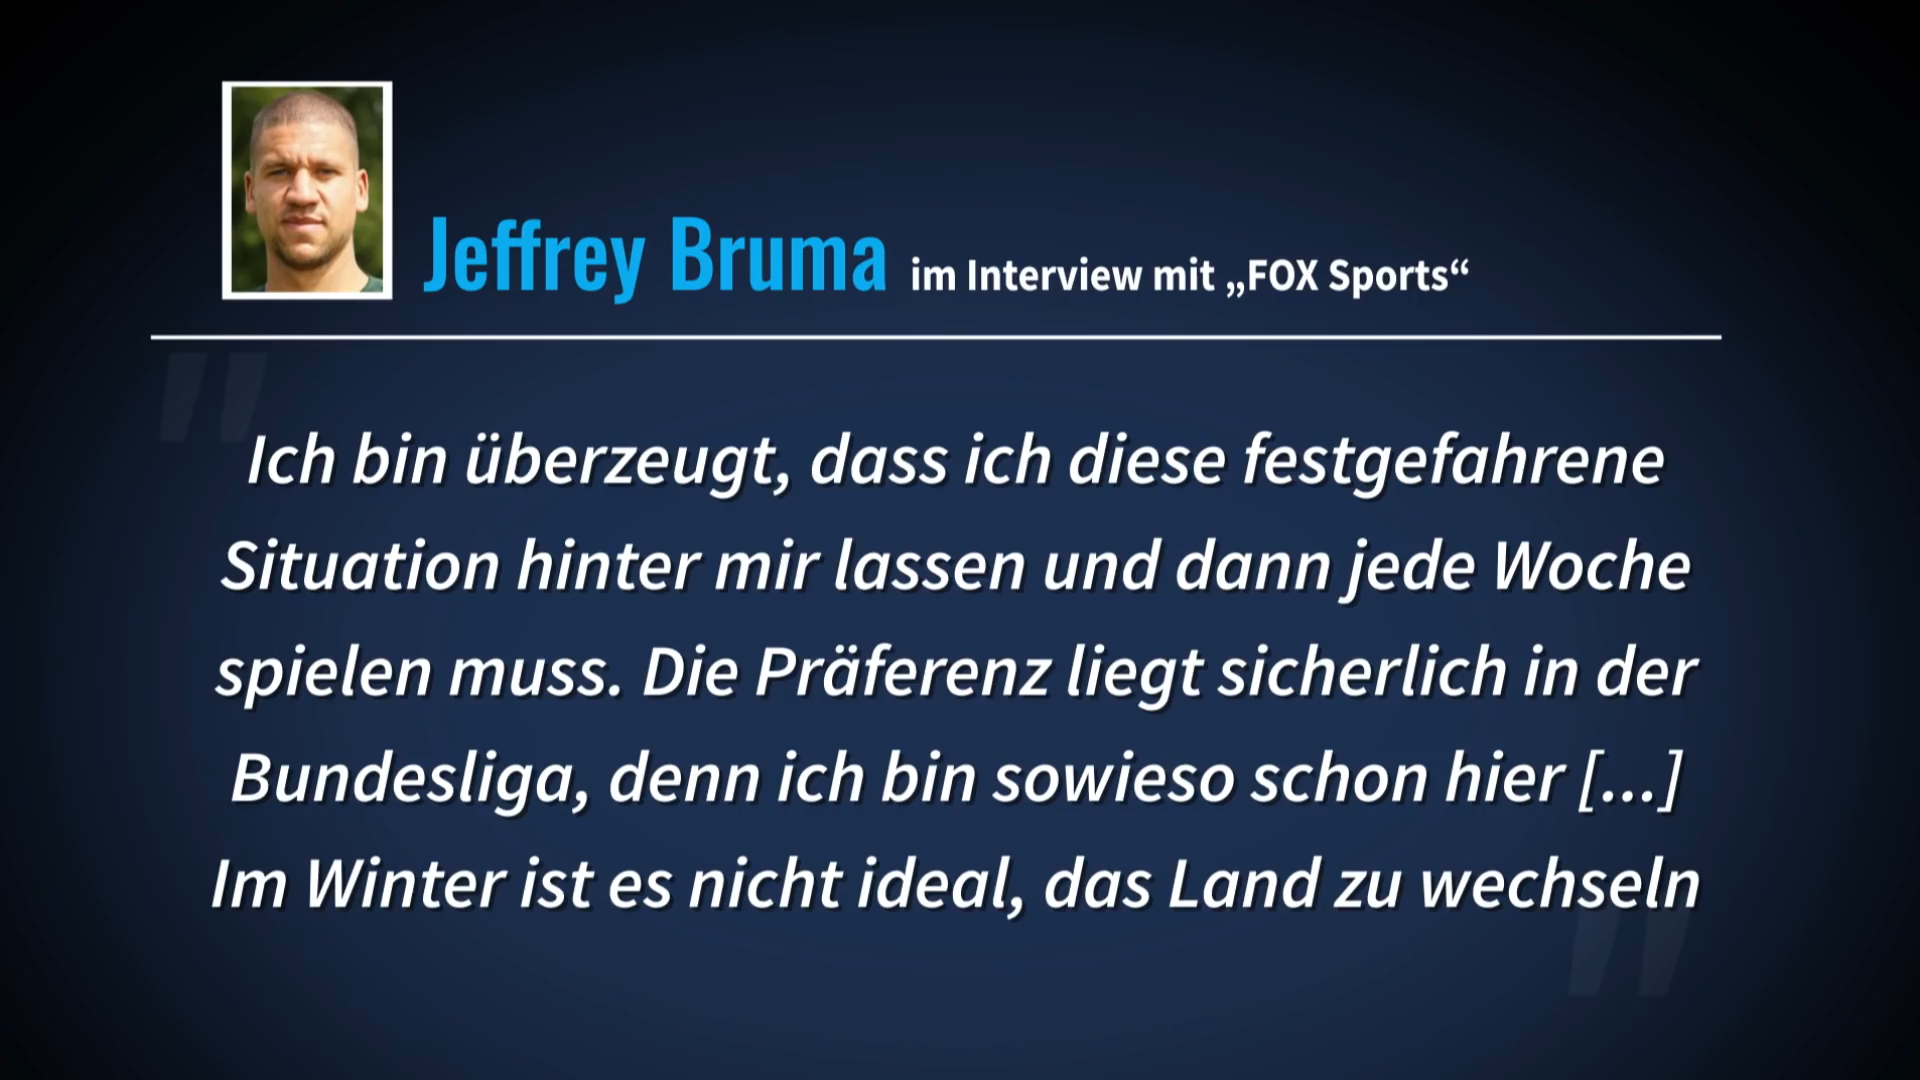 Jeffrey Bruma im Interview mit „FOX Sports“
Ich bin überzeugt, dass ich diese festgefahrene
Situation hinter mir lassen und dann jede Woche
spielen muss. Die Präferenz liegt sicherlich in der
Bundesliga, denn ich bin sowieso schon hier [...]
Im Winter ist es nicht ideal, das Land zu wechseln